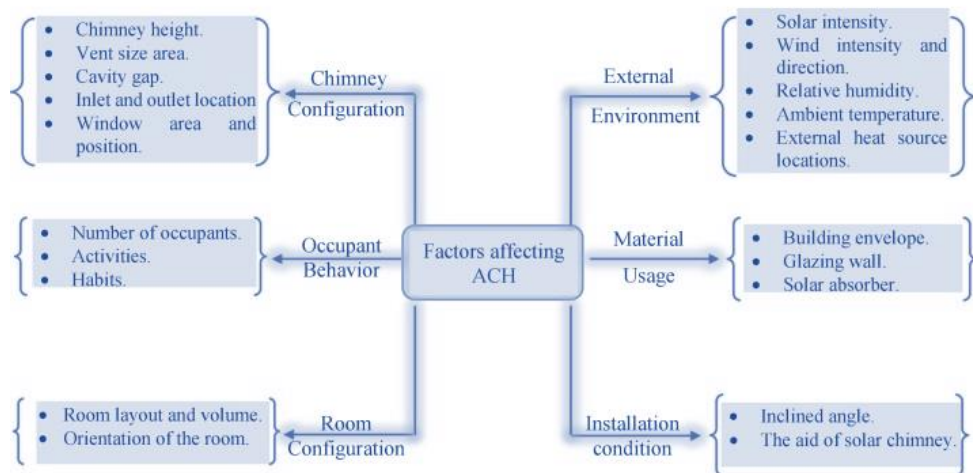 • Chimney height.
• Vent size area.
• Cavity gap.
• Inlet and outlet location
• Window area and
position.
Chimney
Configuration
External
Environment
• Solar intensity.
• Wind intensity and
direction.
• Relative humidity.
• Ambient temperature.
• External heat source
locations.
• Number of occupants.
• Activities.
• Habits.
Occupant
Behavior
Factors affecting
ACH
Material
Usage
• Building envelope.
• Glazing wall.
• Solar absorber.
• Room layout and volume.
• Orientation of the room.
Room
Configuration
Installation
condition
• Inclined angle.
• The aid of solar chimney.